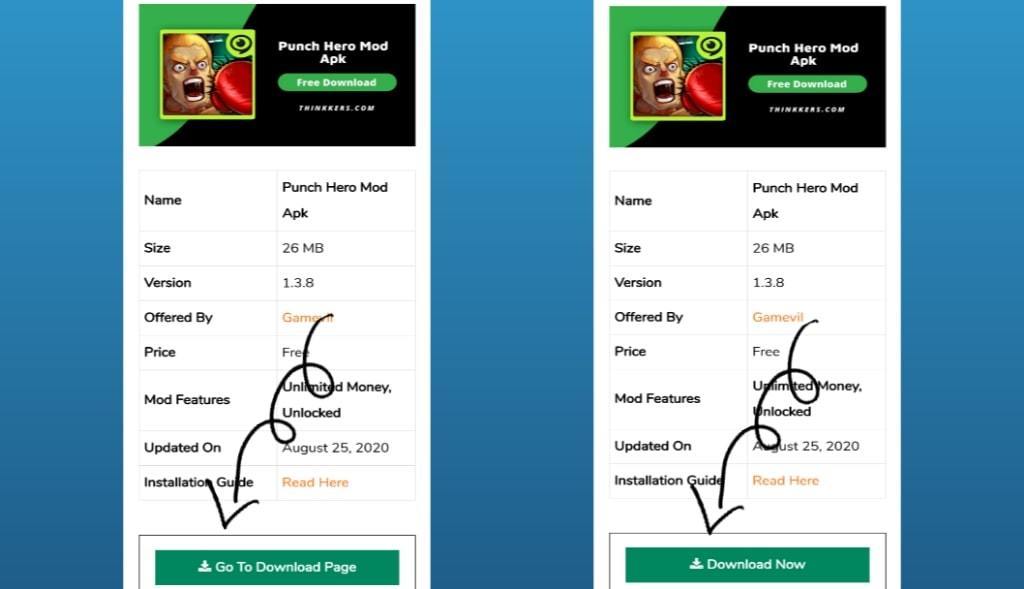 Punch Hero Mod
Apk
Free Download
THINKKERS.COM
Name
Punch Hero Mod
Apk
Size
26 MB
Version
1.3.8
Offered By
Gamevil
Price
Free
Mod Features
Unlimited Money,
Unlocked
Updated On
August 25, 2020
Installation Guide
Read Here
Go To Download Page
Punch Hero Mod
Apk
Free Download
THINKKERS.COM
Name
Punch Hero Mod
Apk
Size
26 MB
Version
1.3.8
Offered By
Gamevil
Price
Free
Mod Features
Unlimited Money,
Unlocked
Updated On
August 25, 2020
Installation Guide
Read Here
Download Now